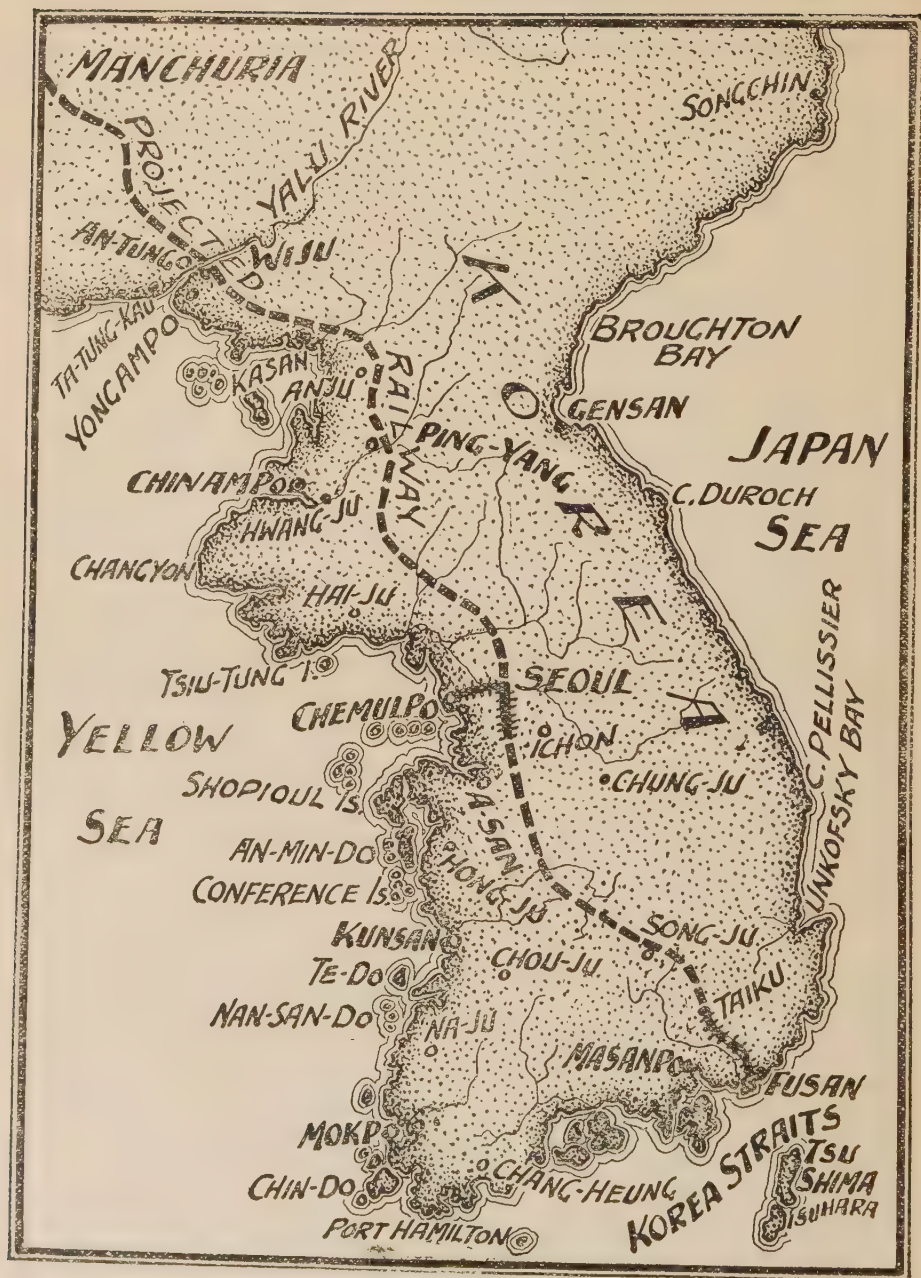 MANCHURIA
SONGCHIN
PROJECTED
YALU RIVER
AN-TUNG
WIJU
TA-TUNG-KAU
YONGAMPO
KASAN
ANJU
RAILWAY
KOREA
BROUGHTON
BAY
GENSAN
PING-YANG
JAPAN
SEA
CHINAMPO
HWANG-JU
C. DUROCH
CHANGYON
HAI-JU
TSIU-TUNG I.
SEOUL
CHEMULPO
ICHON
YELLOW
SEA
CHUNG-JU
C. PELLISSIER
UNKOFSKY BAY
SHOPIOUL Is.
A-SAN
AN-MIN-DO
HONG-JU
CONFERENCE Is.
KUNSAN
SONG-JU
CHOU-JU
TE-DO
TAIKU
NAN-SAN-DO
NA-JU
MASANPO
FUSAN
MOKP
CHANG-HEUNG
CHIN-DO
KOREA STRAITS
TSU
SHIMA
ISUHARA
PORT HAMILTON